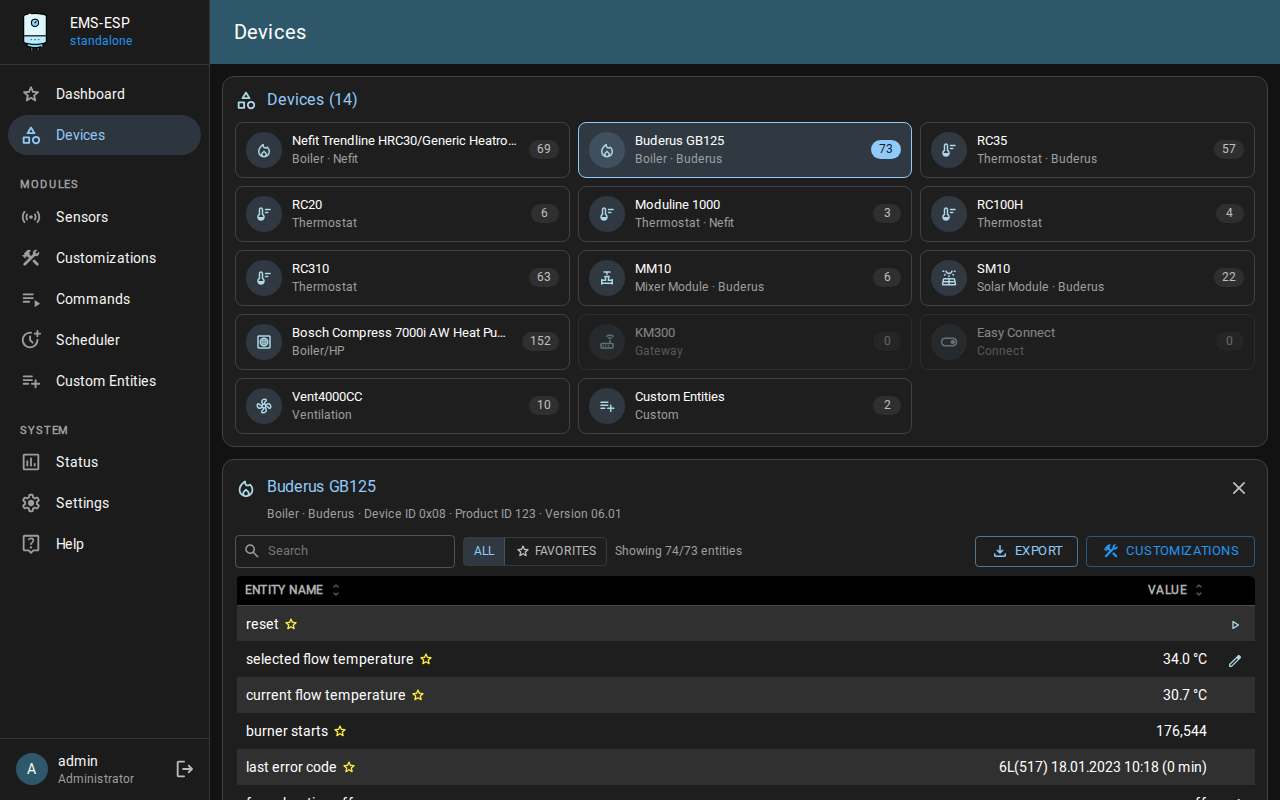 EMS-ESP
standalone
Devices
Dashboard
Devices
MODULES
Sensors
Customizations
Commands
Scheduler
Custom Entities
SYSTEM
Status
Settings
Help
A
admin
Administrator
Devices (14)
Nefit Trendline HRC30/Generic Heatro...
Boiler · Nefit
69
Buderus GB125
Boiler · Buderus
73
RC35
Thermostat · Buderus
57
RC20
Thermostat
6
Moduline 1000
Thermostat · Nefit
3
RC100H
Thermostat
4
RC310
Thermostat
63
MM10
Mixer Module · Buderus
6
SM10
Solar Module · Buderus
22
Bosch Compress 7000i AW Heat Pu...
Boiler/HP
152
KM300
Gateway
0
Easy Connect
Connect
0
Vent4000CC
Ventilation
10
Custom Entities
Custom
2
Buderus GB125
Boiler · Buderus · Device ID 0x08 · Product ID 123 · Version 06.01
Search
ALL
FAVORITES
Showing 74/73 entities
EXPORT
CUSTOMIZATIONS
ENTITY NAME VALUE
reset
selected flow temperature 34.0 °C
current flow temperature 30.7 °C
burner starts 176,544
last error code 6L(517) 18.01.2023 10:18 (0 min)